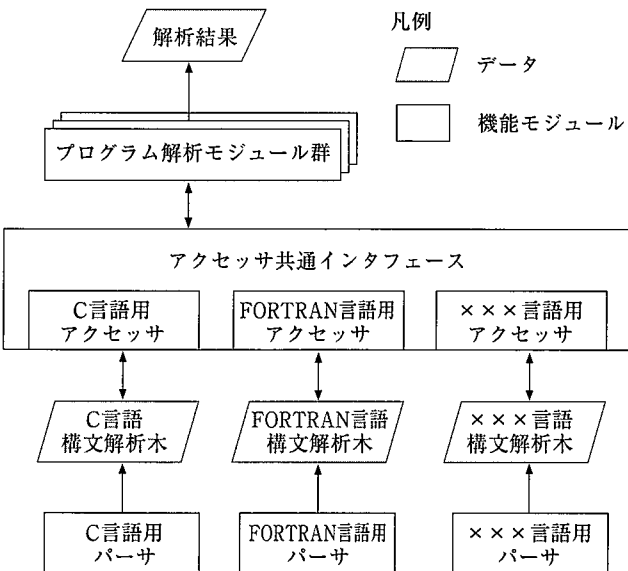 解析結果
凡例
データ
機能モジュール
プログラム解析モジュール群
アクセッサ共通インタフェース
C言語用
アクセッサ
FORTRAN言語用
アクセッサ
×××言語用
アクセッサ
C言語
構文解析木
FORTRAN言語
構文解析木
×××言語
構文解析木
C言語用
パーサ
FORTRAN言語用
パーサ
×××言語用
パーサ